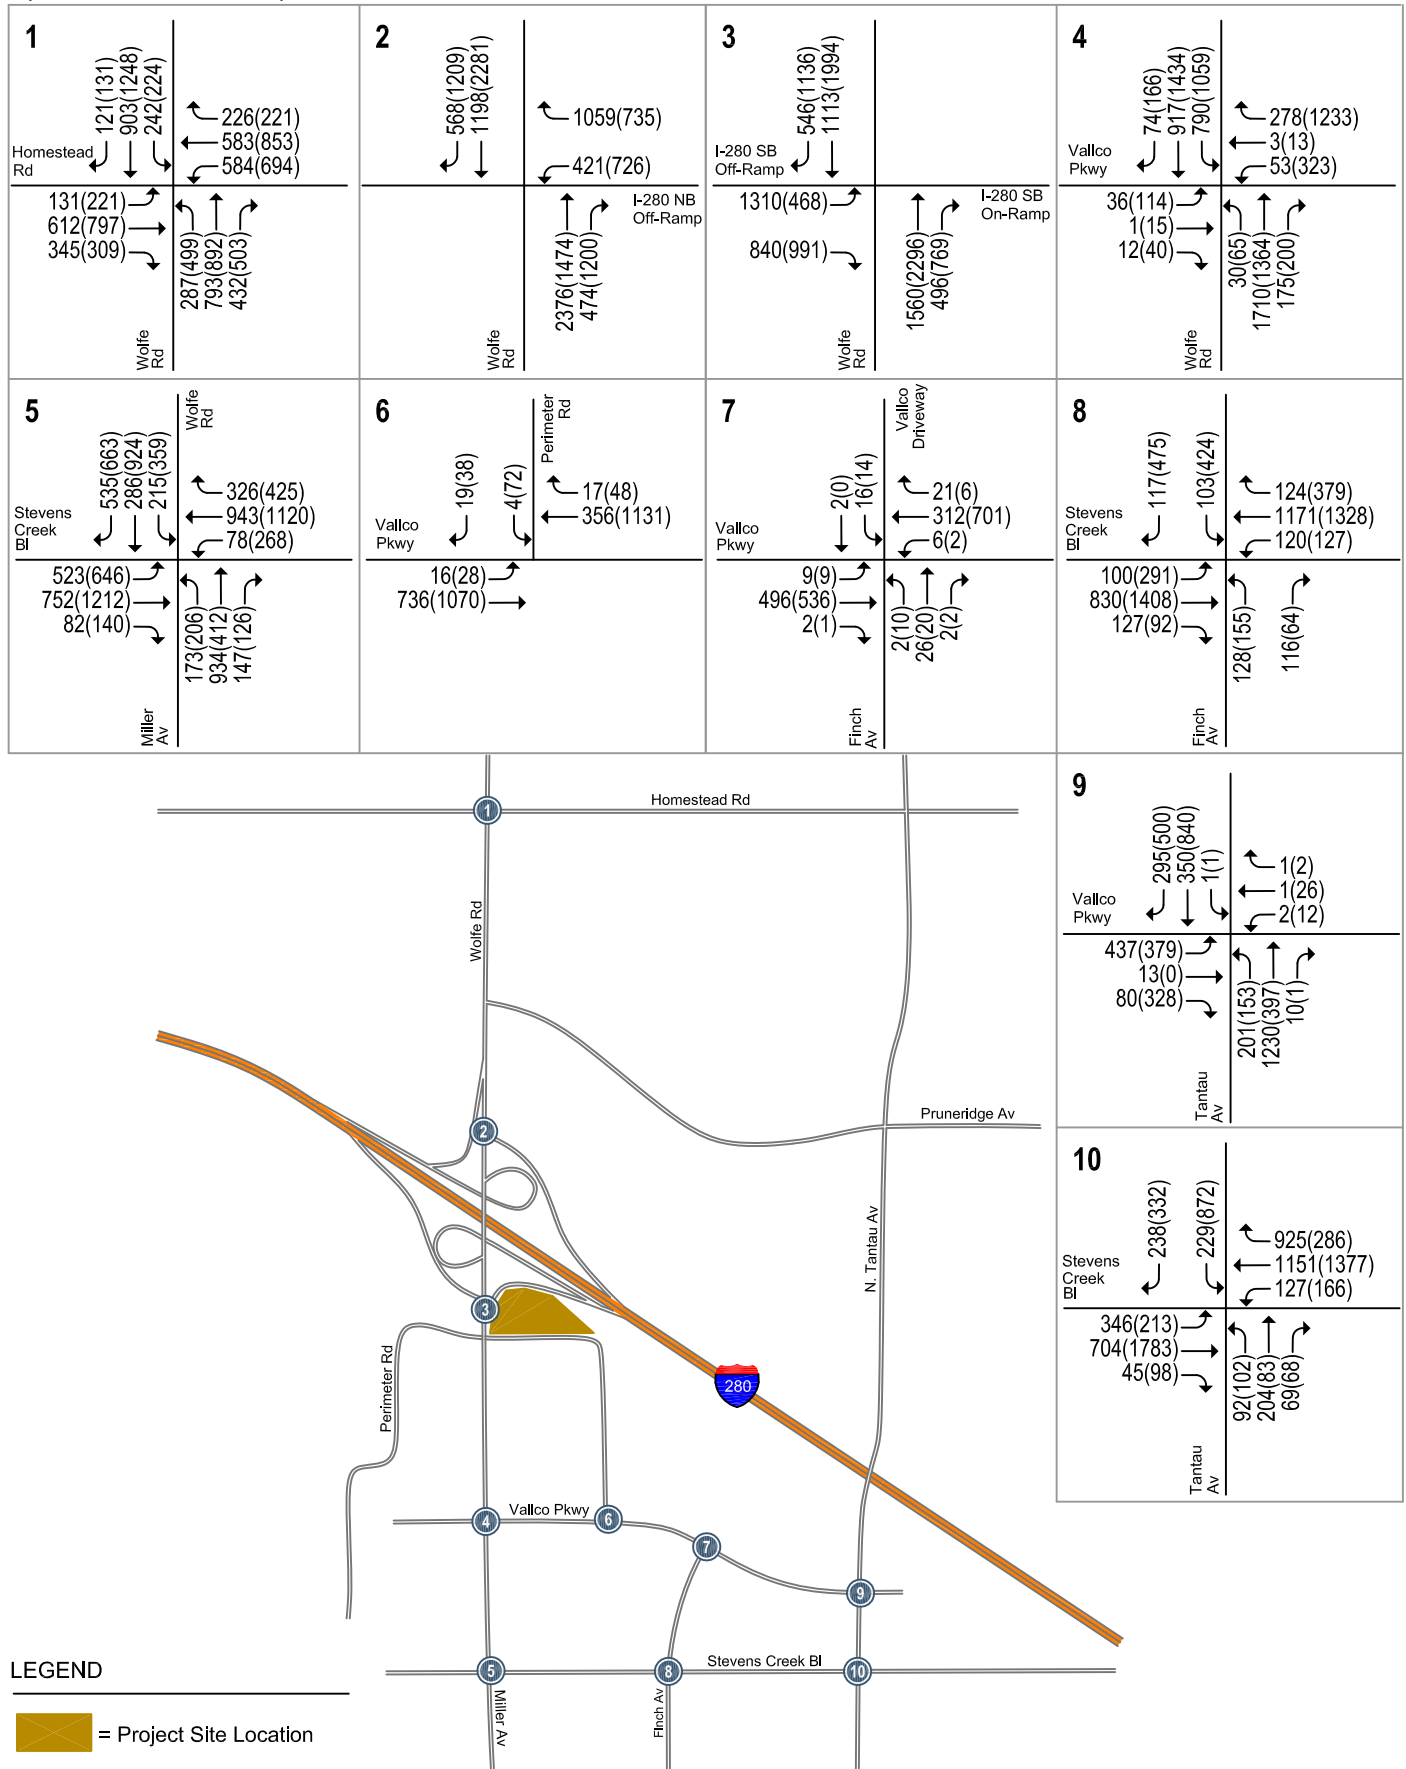 1
121(131)
903(1248)
242(224)
226(221)
583(853)
584(694)
Homestead
Rd
131(221)
612(797)
345(309)
287(499)
793(892)
432(503)
Wolfe
Rd
2
568(1209)
1198(2281)
1059(735)
421(726)
I-280 NB
Off-Ramp
2376(1474)
474(1200)
Wolfe
Rd
3
546(1136)
1113(1994)
I-280 SB
Off-Ramp
1310(468)
840(991)
I-280 SB
On-Ramp
1560(2296)
496(769)
Wolfe
Rd
4
74(166)
917(1434)
790(1059)
278(1233)
3(13)
53(323)
Vallco
Pkwy
36(114)
1(15)
12(40)
30(65)
1710(1364)
175(200)
Wolfe
Rd
5
Wolfe
Rd
535(663)
286(924)
215(359)
326(425)
943(1120)
78(268)
Stevens
Creek
Bl
523(646)
752(1212)
82(140)
173(206)
934(412)
147(126)
Miller
Av
6
Perimeter
Rd
19(38)
4(72)
17(48)
356(1131)
Vallco
Pkwy
16(28)
736(1070)
7
Vallco
Driveway
2(0)
16(14)
21(6)
312(701)
6(2)
Vallco
Pkwy
9(9)
496(536)
2(1)
2(10)
26(20)
2(2)
Finch
Av
8
117(475)
103(424)
124(379)
1171(1328)
120(127)
Stevens
Creek
Bl
100(291)
830(1408)
127(92)
128(155)
116(64)
Finch
Av
9
295(500)
350(840)
1(1)
1(2)
1(26)
2(12)
Vallco
Pkwy
437(379)
13(0)
80(328)
201(153)
1230(397)
10(1)
Tantau
Av
10
238(332)
229(872)
925(286)
1151(1377)
127(166)
Stevens
Creek
Bl
346(213)
704(1783)
45(98)
92(102)
204(83)
69(68)
Tantau
Av
1
Homestead Rd
Wolfe Rd
Pruneridge Av
2
N. Tantau Av
3
Perimeter Rd
280
4
Vallco Pkwy
6
7
9
5
8
Stevens Creek Bl
10
Miller Av
Finch Av
LEGEND
= Project Site Location